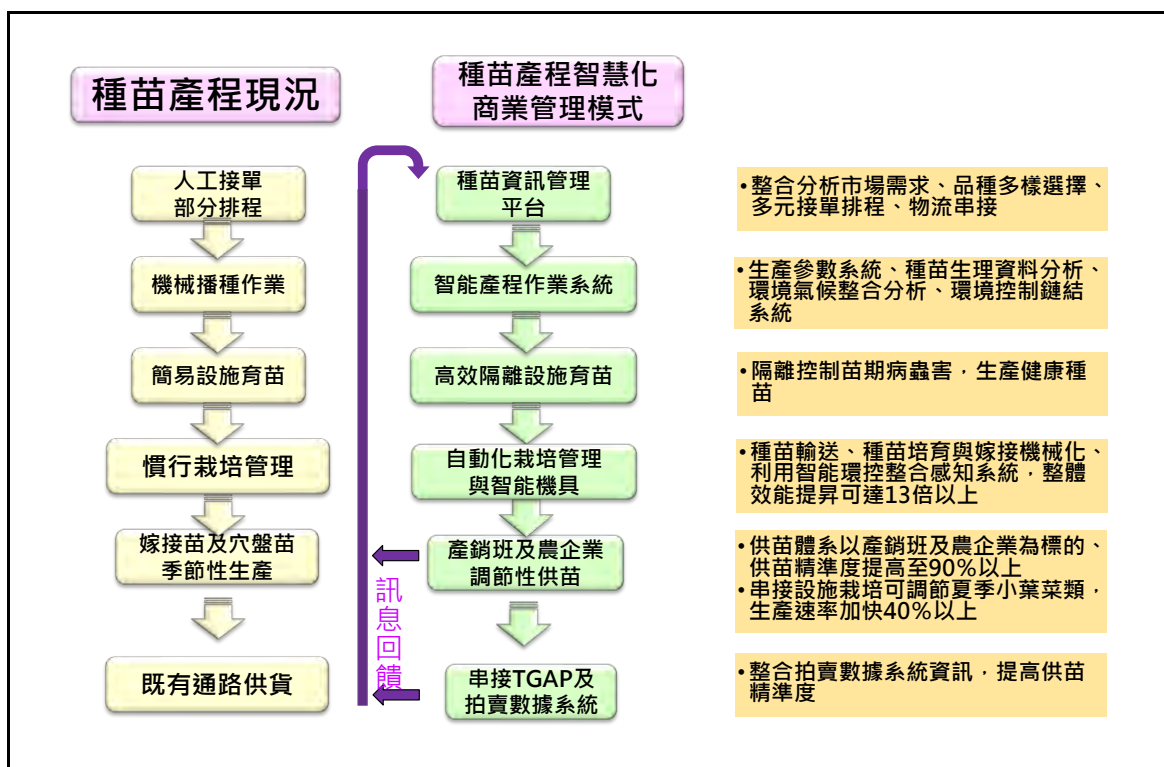 種苗產程現況
種苗產程智慧化
商業管理模式
人工接單
部分排程
機械播種作業
簡易設施育苗
慣行栽培管理
嫁接苗及穴盤苗
季節性生產
既有通路供貨
種苗資訊管理
平台
智能產程作業系統
高效隔離設施育苗
自動化栽培管理
與智能機具
產銷班及農企業
調節性供苗
串接TGAP及
拍賣數據系統
訊息回饋
•整合分析市場需求、品種多樣選擇、
多元接單排程、物流串接
•生產參數系統、種苗生理資料分析、
環境氣候整合分析、環境控制鏈結
系統
•隔離控制苗期病蟲害，生產健康種
苗
•種苗輸送、種苗培育與嫁接機械化、
利用智能環控整合感知系統，整體
效能提昇可達13倍以上
•供苗體系以產銷班及農企業為標的、
供苗精準度提高至90%以上
•串接設施栽培可調節夏季小葉菜類，
生產速率加快40%以上
•整合拍賣數據系統資訊，提高供苗
精準度